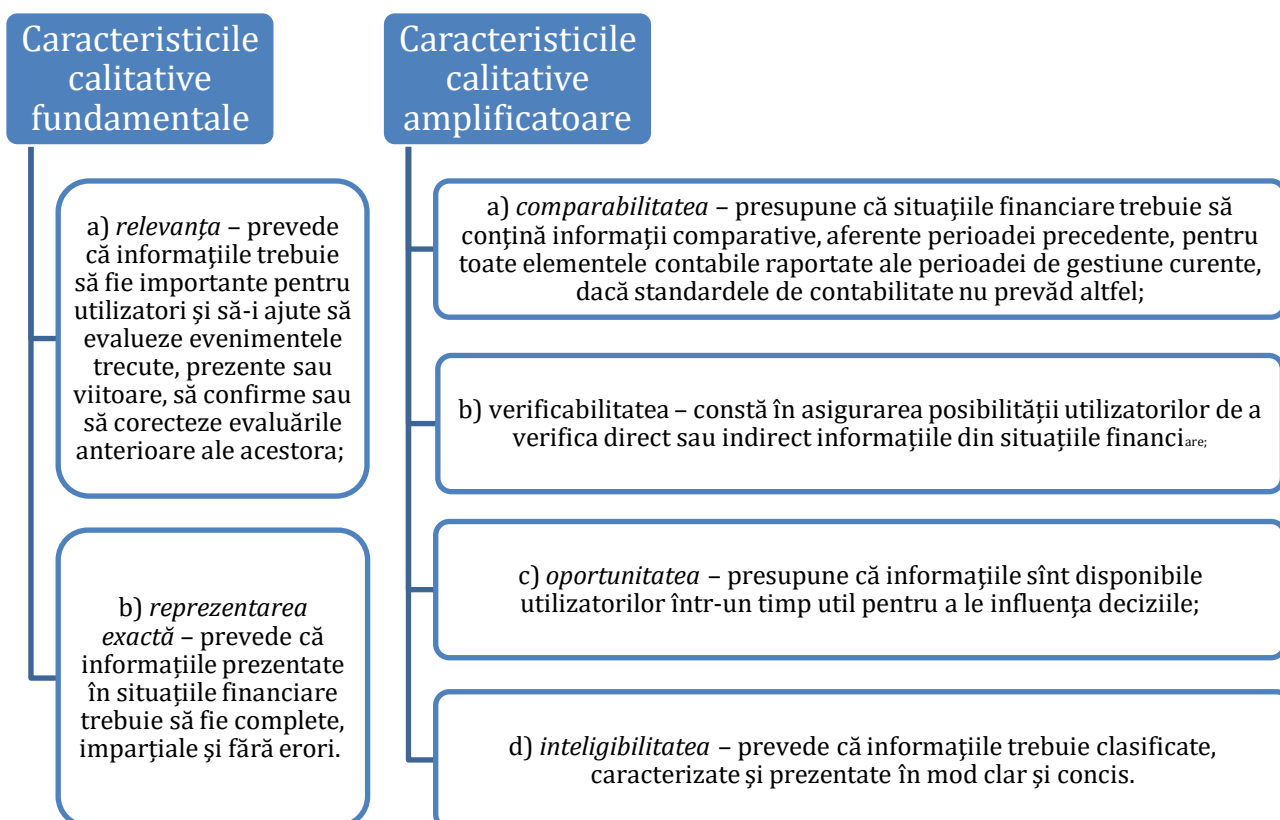 Caracteristicile
calitative
fundamentale
a) relevanța – prevede
că informațiile trebuie
să fie importante pentru
utilizatori și să-i ajute să
evalueze evenimentele
trecute, prezente sau
viitoare, să confirme sau
să corecteze evaluările
anterioare ale acestora;
b) reprezentarea
exactă – prevede că
informațiile prezentate
în situațiile financiare
trebuie să fie complete,
imparțiale și fără erori.
Caracteristicile
calitative
amplificatoare
a) comparabilitatea – presupune că situațiile financiare trebuie să
conțină informații comparative, aferente perioadei precedente, pentru
toate elementele contabile raportate ale perioadei de gestiune curente,
dacă standardele de contabilitate nu prevăd altfel;
b) verificabilitatea – constă în asigurarea posibilității utilizatorilor de a
verifica direct sau indirect informațiile din situațiile financiare;
c) oportunitatea – presupune că informațiile sînt disponibile
utilizatorilor într-un timp util pentru a le influența deciziile;
d) inteligibilitatea – prevede că informațiile trebuie clasificate,
caracterizate și prezentate în mod clar și concis.